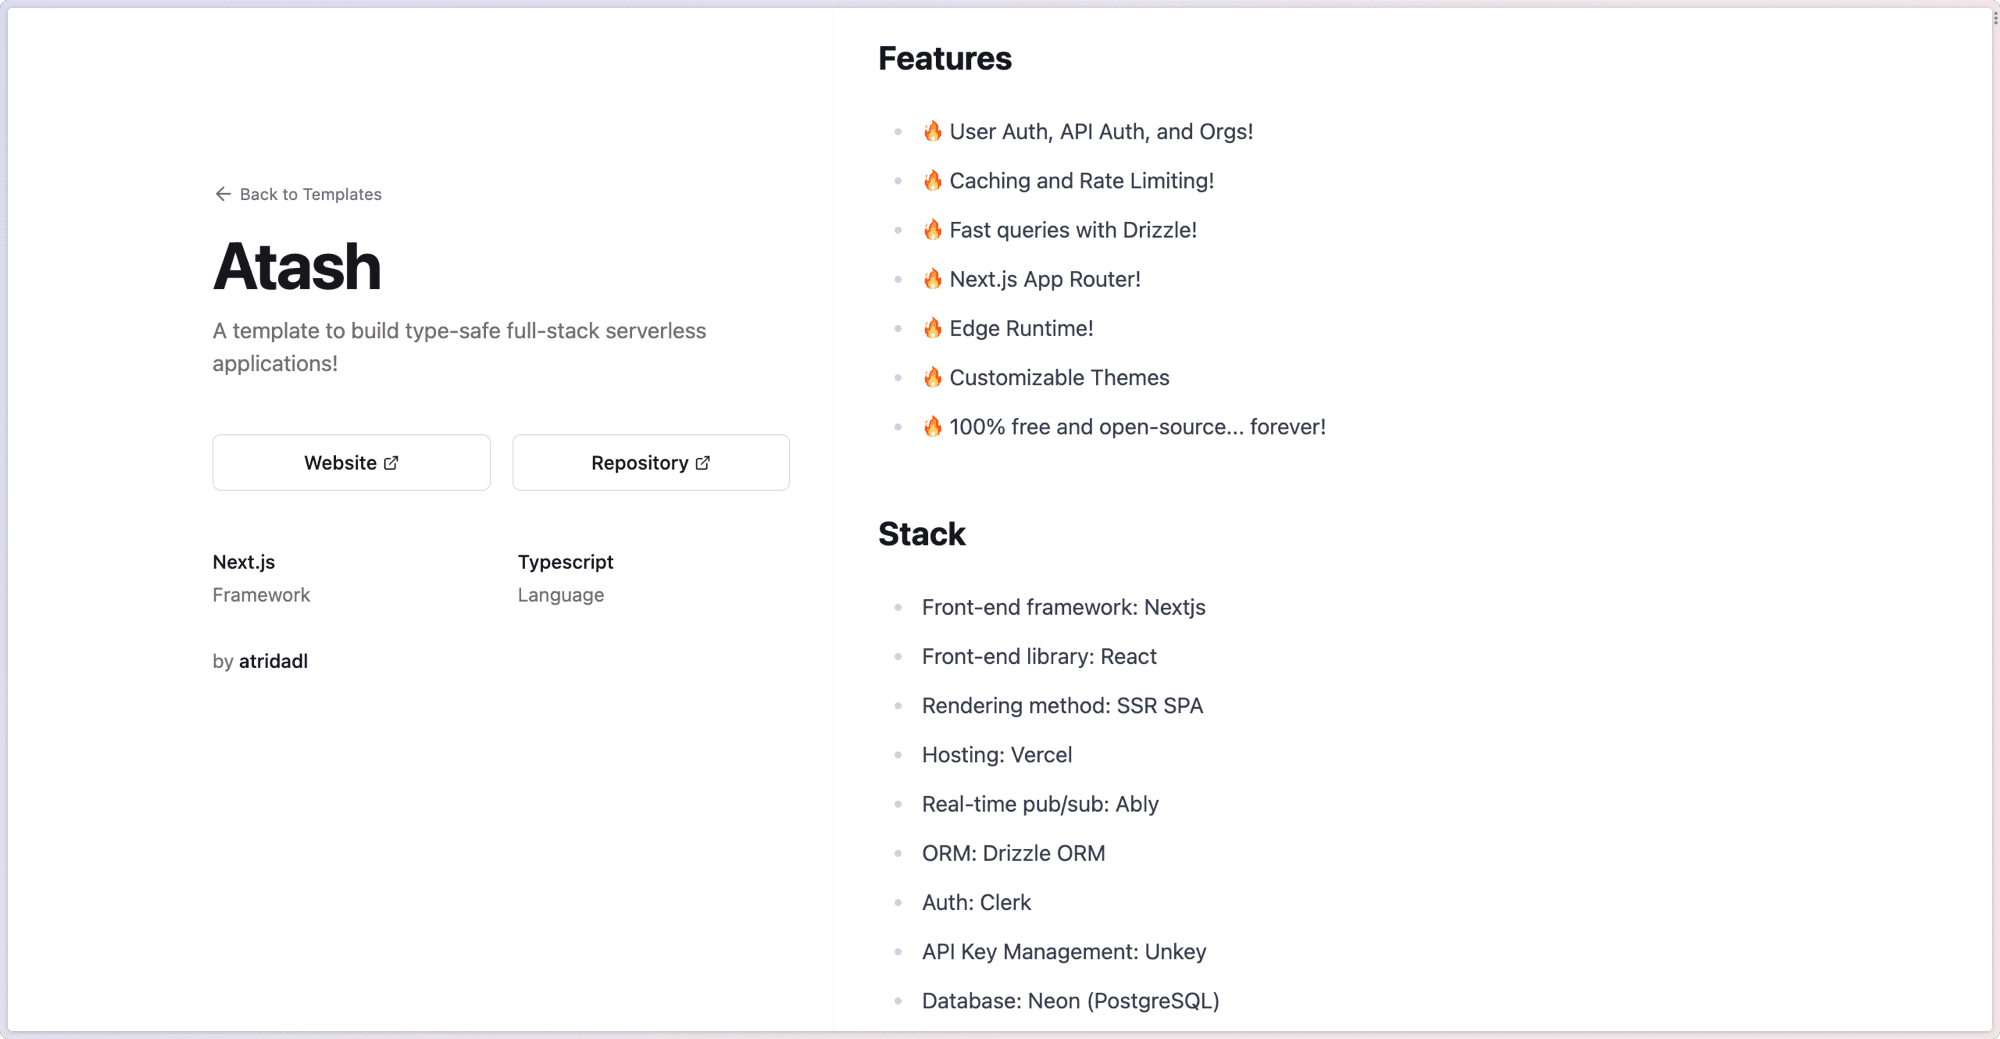 Back to Templates
Atash
A template to build type-safe full-stack serverless
applications!
Website
Repository
Next.js
Framework
Typescript
Language
by atridadl
Features
🔥 User Auth, API Auth, and Orgs!
🔥 Caching and Rate Limiting!
🔥 Fast queries with Drizzle!
🔥 Next.js App Router!
🔥 Edge Runtime!
🔥 Customizable Themes
🔥 100% free and open-source... forever!
Stack
Front-end framework: Nextjs
Front-end library: React
Rendering method: SSR SPA
Hosting: Vercel
Real-time pub/sub: Ably
ORM: Drizzle ORM
Auth: Clerk
API Key Management: Unkey
Database: Neon (PostgreSQL)